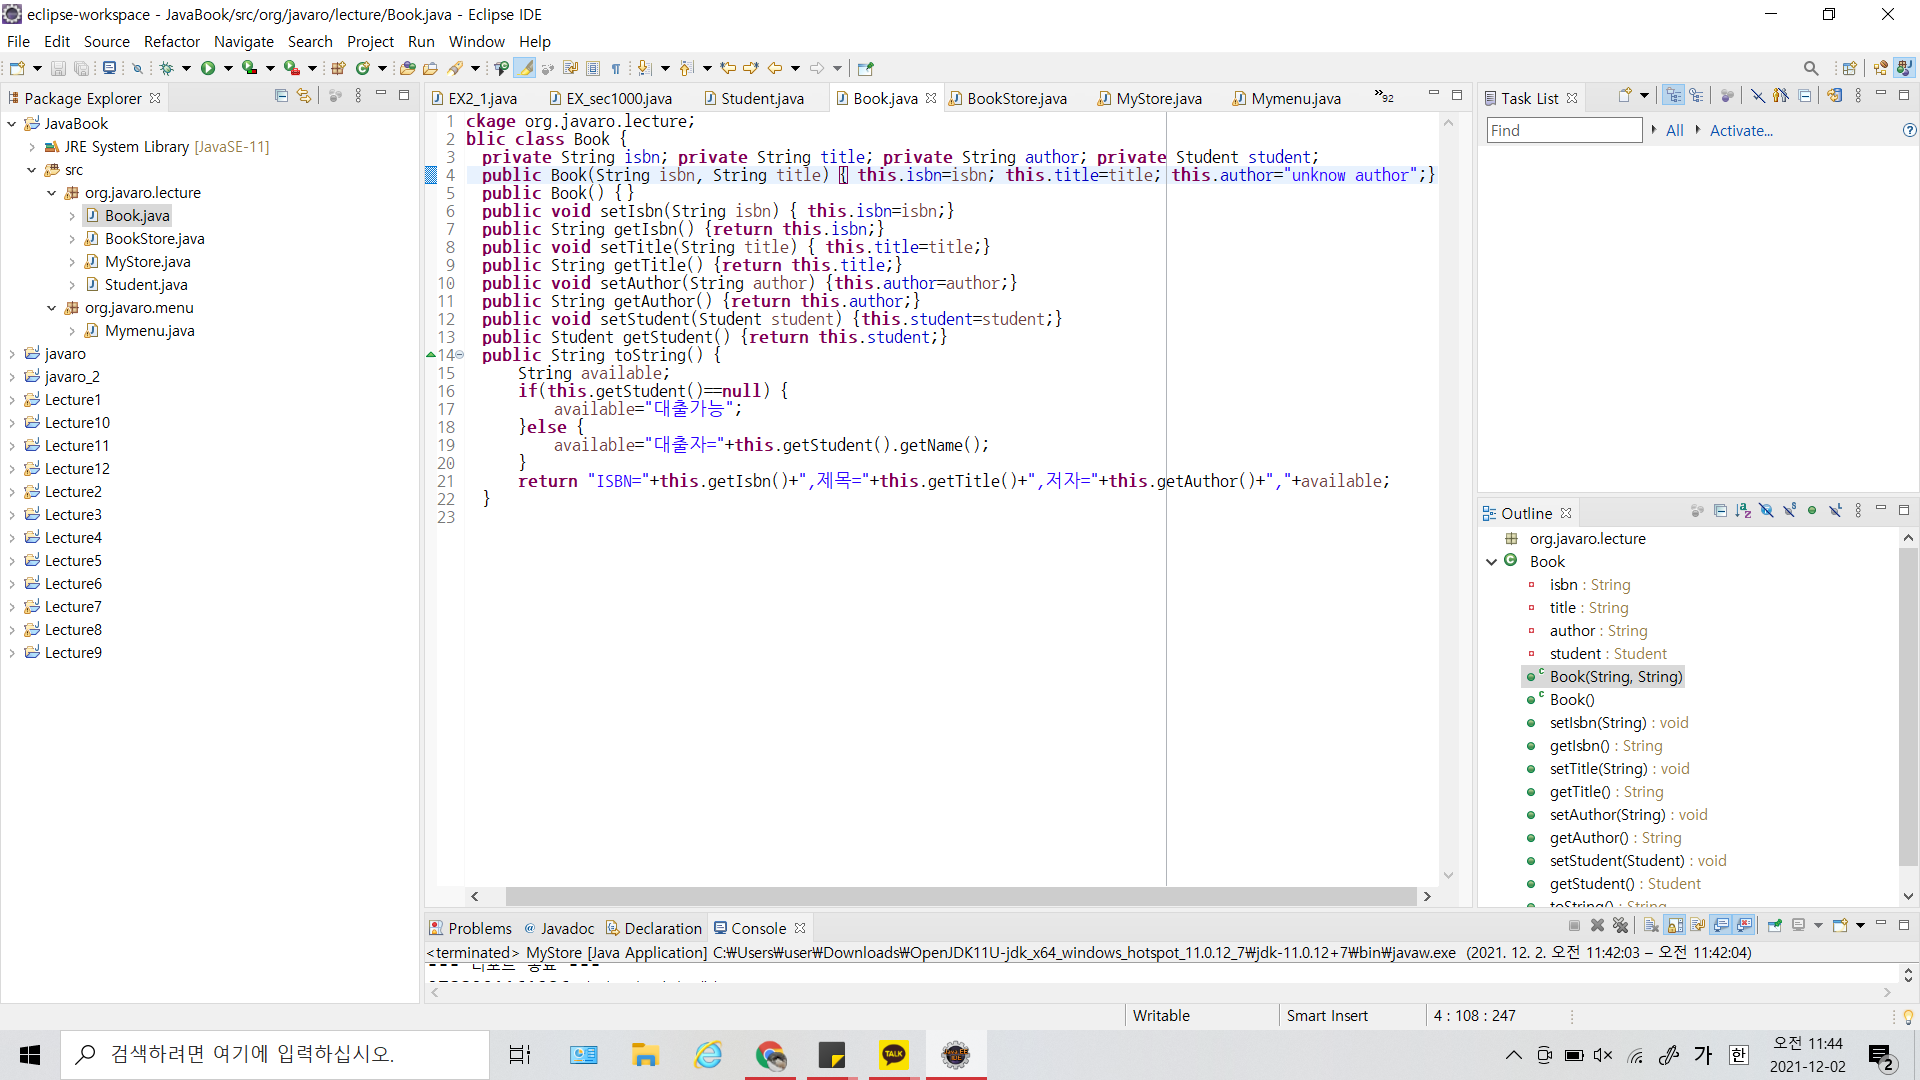 eclipse-workspace - JavaBook/src/org/javaro/lecture/Book.java - Eclipse IDE
File Edit Source Refactor Navigate Search Project Run Window Help
Package Explorer
JavaBook
JRE System Library [JavaSE-11]
src
org.javaro.lecture
Book.java
BookStore.java
MyStore.java
Student.java
org.javaro.menu
Mymenu.java
javaro
javaro_2
Lecture1
Lecture10
Lecture11
Lecture12
Lecture2
Lecture3
Lecture4
Lecture5
Lecture6
Lecture7
Lecture8
Lecture9
EX2_1.java EX_sec1000.java Student.java Book.java BookStore.java MyStore.java Mymenu.java »92
1 ckage org.javaro.lecture;
2 blic class Book {
3 private String isbn; private String title; private String author; private Student student;
4 public Book(String isbn, String title) { this.isbn=isbn; this.title=title; this.author="unknow author";}
5 public Book() {}
6 public void setIsbn(String isbn) { this.isbn=isbn;}
7 public String getIsbn() {return this.isbn;}
8 public void setTitle(String title) { this.title=title;}
9 public String getTitle() {return this.title;}
10 public void setAuthor(String author) {this.author=author;}
11 public String getAuthor() {return this.author;}
12 public void setStudent(Student student) {this.student=student;}
13 public Student getStudent() {return this.student;}
14 public String toString() {
15 String available;
16 if(this.getStudent()==null) {
17 available="대출가능";
18 }else {
19 available="대출자="+this.getStudent().getName();
20 }
21 return "ISBN="+this.getIsbn()+",제목="+this.getTitle()+",저자="+this.getAuthor()+","+available;
22 }
23
Task List
Find All Activate...
Outline
org.javaro.lecture
Book
isbn : String
title : String
author : String
student : Student
Book(String, String)
Book()
setIsbn(String) : void
getIsbn() : String
setTitle(String) : void
getTitle() : String
setAuthor(String) : void
getAuthor() : String
setStudent(Student) : void
getStudent() : Student
toString() : String
Problems Javadoc Declaration Console
<terminated> MyStore [Java Application] C:₩Users₩user₩Downloads₩OpenJDK11U-jdk_x64_windows_hotspot_11.0.12_7₩jdk-11.0.12+7₩bin₩javaw.exe (2021. 12. 2. 오전 11:42:03 – 오전 11:42:04)
Writable Smart Insert 4 : 108 : 247
검색하려면 여기에 입력하십시오.
TALK
가 한
오전 11:44
2021-12-02
2